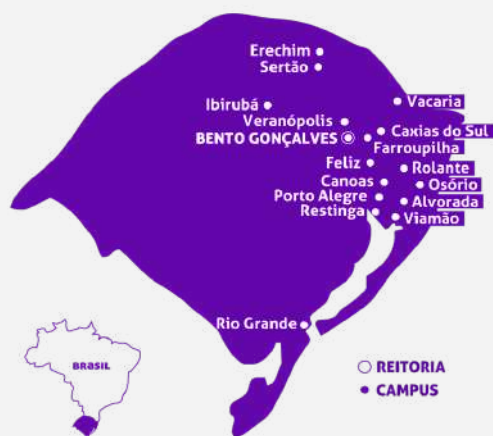 Erechim
Sertão
Vacaria
Ibirubá
Veranópolis
Caxias do Sul
BENTO GONÇALVES
Farroupilha
Feliz
Rolante
Canoas
Osório
Porto Alegre
Alvorada
Restinga
Viamão
Rio Grande
BRASIL
REITORIA
CAMPUS